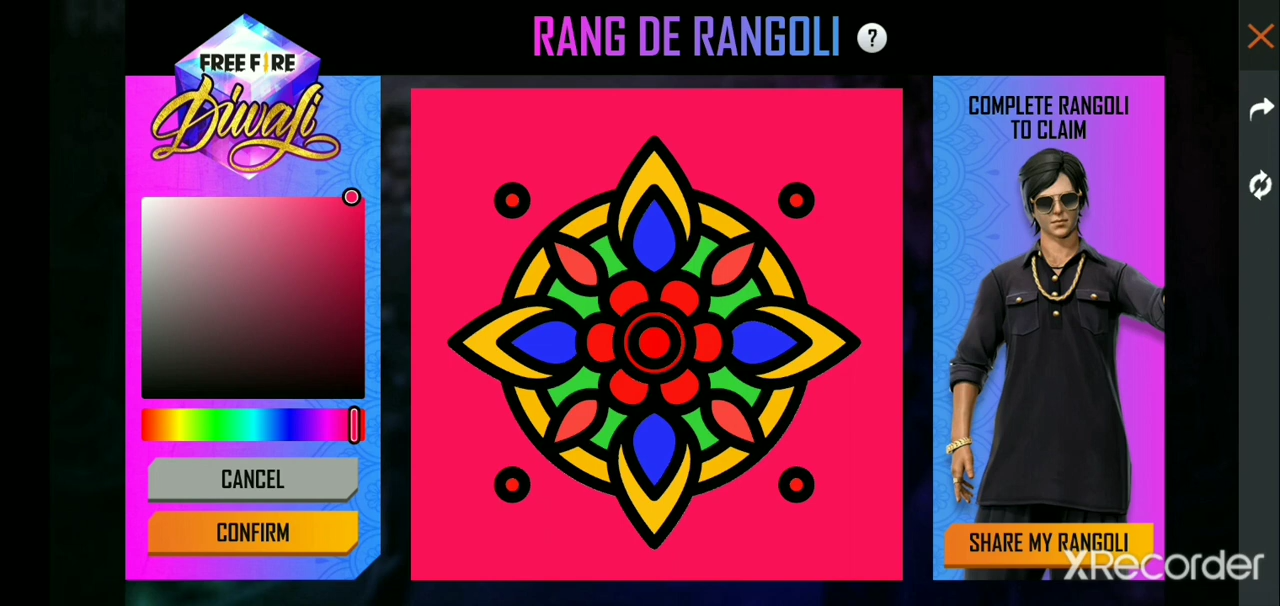 RANG DE RANGOLI ?
FREE FIRE
Diwali
COMPLETE RANGOLI
TO CLAIM
CANCEL
CONFIRM
SHARE MY RANGOLI
XRecorder